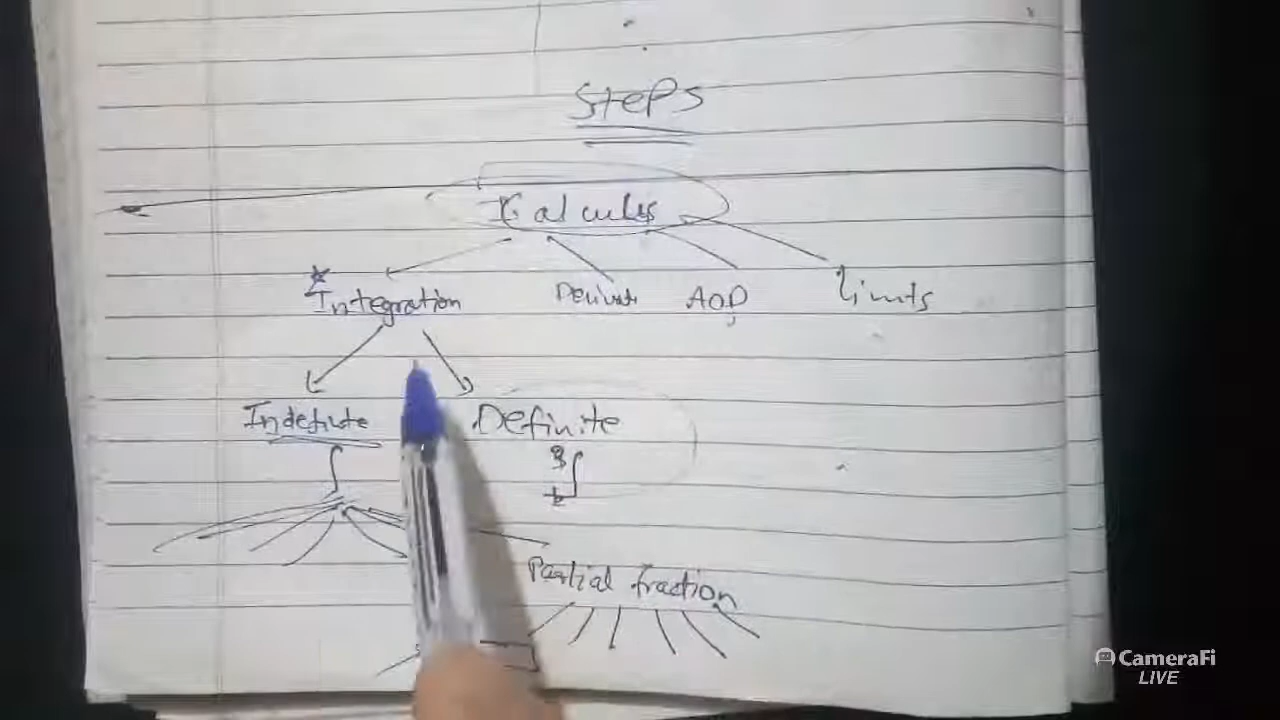 Steps
Calculus
Integration Derivati AOD Limits
Indefinite Definite
∫ ∫
Partial fraction
CameraFi
LIVE